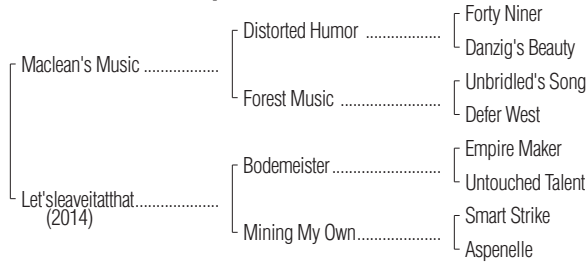 Forty Niner
Distorted Humor ..................
Danzig's Beauty
Maclean's Music ..................
Unbridled's Song
Forest Music ........................
Defer West
Empire Maker
Bodemeister..........................
Untouched Talent
Let'sleaveitatthat....................
(2014)
Smart Strike
Mining My Own....................
Aspenelle